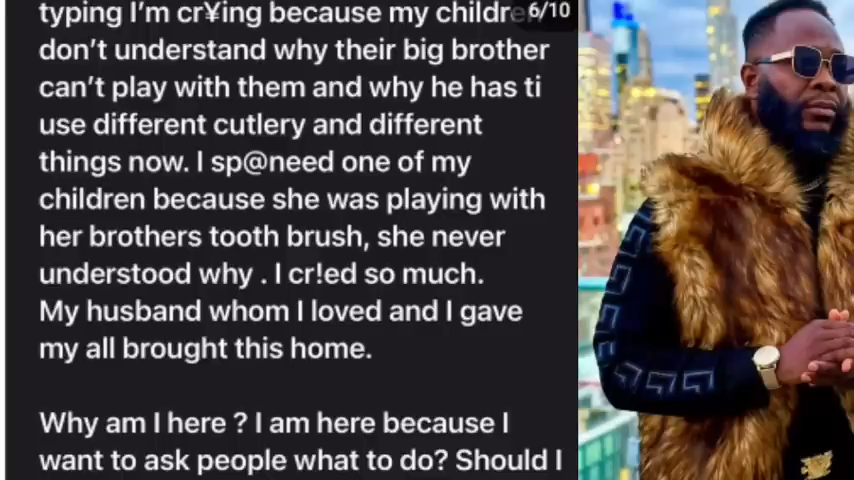 typing I'm cr¥ing because my childre
6/10
don't understand why their big brother
can't play with them and why he has ti
use different cutlery and different
things now. I sp@need one of my
children because she was playing with
her brothers tooth brush, she never
understood why . I cr!ed so much.
My husband whom I loved and I gave
my all brought this home.
Why am I here ? I am here because I
want to ask people what to do? Should I